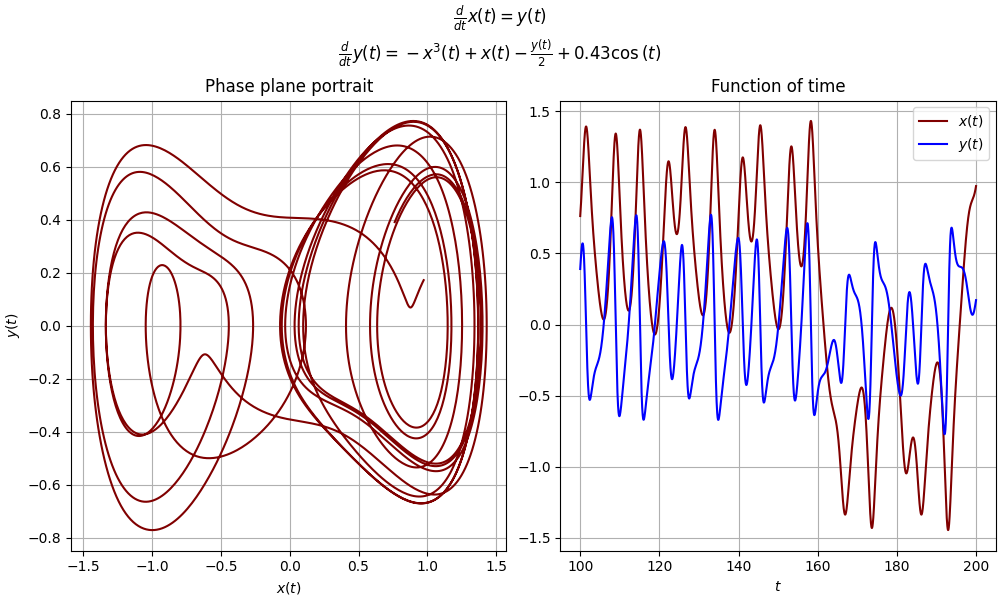 d/dt x(t) = y(t)
d/dt y(t) = −x³(t) + x(t) − y(t)/2 + 0.43cos (t)
Phase plane portrait
0.8
0.6
0.4
0.2
0.0
−0.2
−0.4
−0.6
−0.8
y(t)
−1.5 −1.0 −0.5 0.0 0.5 1.0 1.5
x(t)
Function of time
x(t)
y(t)
1.5
1.0
0.5
0.0
−0.5
−1.0
−1.5
100 120 140 160 180 200
t